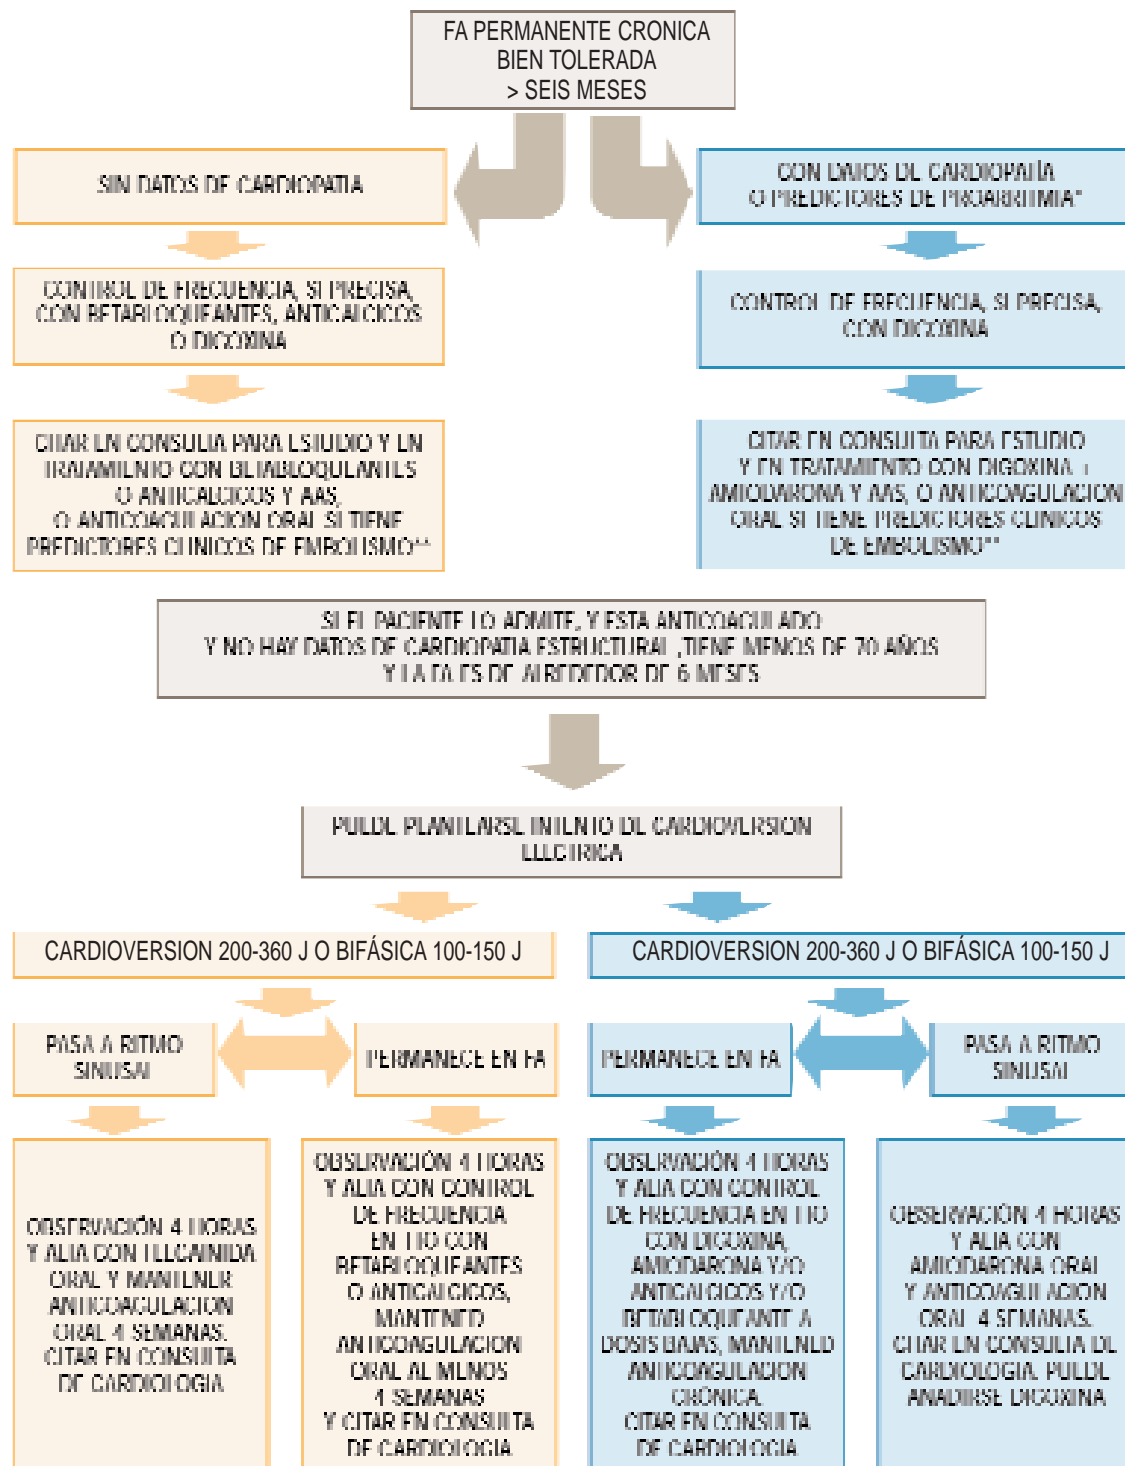 FA PERMANENTE CRONICA
BIEN TOLERADA
> SEIS MESES
SIN DATOS DE CARDIOPATIA
CON DATOS DE CARDIOPATÍA
O PREDICTORES DE PROARRITMIA*
CONTROL DE FRECUENCIA, SI PRECISA,
CON BETABLOQUEANTES, ANTICALCICOS
O DIGOXINA
CONTROL DE FRECUENCIA, SI PRECISA,
CON DIGOXINA
CITAR EN CONSULTA PARA ESTUDIO Y EN
TRATAMIENTO CON BETABLOQUEANTES
O ANTICALCICOS Y AAS,
O ANTICOAGULACION ORAL SI TIENE
PREDICTORES CLINICOS DE EMBOLISMO**
CITAR EN CONSULTA PARA ESTUDIO
Y EN TRATAMIENTO CON DIGOXINA
AMIODARONA Y AAS, O ANTICOAGULACION
ORAL SI TIENE PREDICTORES CLINICOS
DE EMBOLISMO**
SI EL PACIENTE LO ADMITE, Y ESTA ANTICOAGULADO
Y NO HAY DATOS DE CARDIOPATIA ESTRUCTURAL ,TIENE MENOS DE 70 AÑOS
Y LA FA ES DE ALREDEDOR DE 6 MESES
PUEDE PLANTEARSE INTENTO DE CARDIOVERSION
ELECTRICA
CARDIOVERSION 200-360 J O BIFÁSICA 100-150 J
CARDIOVERSION 200-360 J O BIFÁSICA 100-150 J
PASA A RITMO
SINUSAL
PERMANECE EN FA
PERMANECE EN FA
PASA A RITMO
SINUSAL
OBSERVACIÓN 4 HORAS
Y ALTA CON FLECAINIDA
ORAL Y MANTENER
ANTICOAGULACION
ORAL 4 SEMANAS.
CITAR EN CONSULTA
DE CARDIOLOGIA
OBSERVACIÓN 4 HORAS
Y ALTA CON CONTROL
DE FRECUENCIA
EN TTO CON
BETABLOQUEANTES
O ANTICALCICOS,
MANTENER
ANTICOAGULACION
ORAL AL MENOS
4 SEMANAS
Y CITAR EN CONSULTA
DE CARDIOLOGIA
OBSERVACIÓN 4 HORAS
Y ALTA CON CONTROL
DE FRECUENCIA EN TTO
CON DIGOXINA,
AMIODARONA Y/O
ANTICALCICOS Y/O
BETABLOQUEANTE A
DOSIS BAJAS, MANTENER
ANTICOAGULACION
CRÓNICA.
CITAR EN CONSULTA
DE CARDIOLOGIA
OBSERVACIÓN 4 HORAS
Y ALTA CON
AMIODARONA ORAL
Y ANTICOAGULACION
ORAL 4 SEMANAS.
CITAR EN CONSULTA DE
CARDIOLOGIA. PUEDE
AÑADIRSE DIGOXINA